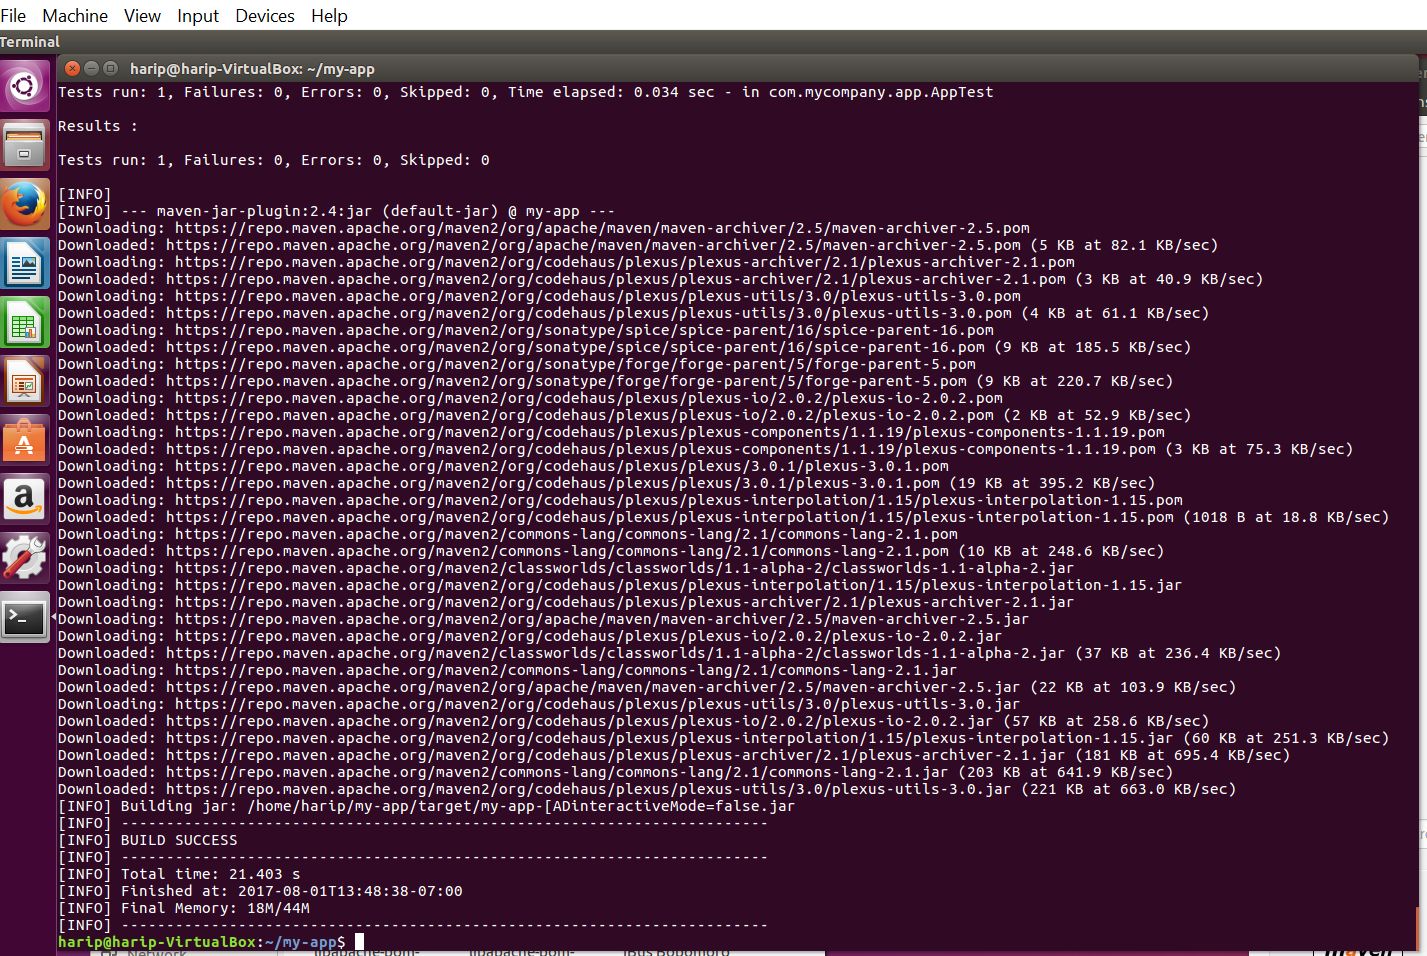 File Machine View Input Devices Help
Terminal
harip@harip-VirtualBox: ~/my-app
Tests run: 1, Failures: 0, Errors: 0, Skipped: 0, Time elapsed: 0.034 sec - in com.mycompany.app.AppTest
Results :
Tests run: 1, Failures: 0, Errors: 0, Skipped: 0
[INFO]
[INFO] --- maven-jar-plugin:2.4:jar (default-jar) @ my-app ---
Downloading: https://repo.maven.apache.org/maven2/org/apache/maven/maven-archiver/2.5/maven-archiver-2.5.pom
Downloaded: https://repo.maven.apache.org/maven2/org/apache/maven/maven-archiver/2.5/maven-archiver-2.5.pom (5 KB at 82.1 KB/sec)
Downloading: https://repo.maven.apache.org/maven2/org/codehaus/plexus/plexus-archiver/2.1/plexus-archiver-2.1.pom
Downloaded: https://repo.maven.apache.org/maven2/org/codehaus/plexus/plexus-archiver/2.1/plexus-archiver-2.1.pom (3 KB at 40.9 KB/sec)
Downloading: https://repo.maven.apache.org/maven2/org/codehaus/plexus/plexus-utils/3.0/plexus-utils-3.0.pom
Downloaded: https://repo.maven.apache.org/maven2/org/codehaus/plexus/plexus-utils/3.0/plexus-utils-3.0.pom (4 KB at 61.1 KB/sec)
Downloading: https://repo.maven.apache.org/maven2/org/sonatype/spice/spice-parent/16/spice-parent-16.pom
Downloaded: https://repo.maven.apache.org/maven2/org/sonatype/spice/spice-parent/16/spice-parent-16.pom (9 KB at 185.5 KB/sec)
Downloading: https://repo.maven.apache.org/maven2/org/sonatype/forge/forge-parent/5/forge-parent-5.pom
Downloaded: https://repo.maven.apache.org/maven2/org/sonatype/forge/forge-parent/5/forge-parent-5.pom (9 KB at 220.7 KB/sec)
Downloading: https://repo.maven.apache.org/maven2/org/codehaus/plexus/plexus-io/2.0.2/plexus-io-2.0.2.pom
Downloaded: https://repo.maven.apache.org/maven2/org/codehaus/plexus/plexus-io/2.0.2/plexus-io-2.0.2.pom (2 KB at 52.9 KB/sec)
Downloading: https://repo.maven.apache.org/maven2/org/codehaus/plexus/plexus-components/1.1.19/plexus-components-1.1.19.pom
Downloaded: https://repo.maven.apache.org/maven2/org/codehaus/plexus/plexus-components/1.1.19/plexus-components-1.1.19.pom (3 KB at 75.3 KB/sec)
Downloading: https://repo.maven.apache.org/maven2/org/codehaus/plexus/plexus/3.0.1/plexus-3.0.1.pom
Downloaded: https://repo.maven.apache.org/maven2/org/codehaus/plexus/plexus/3.0.1/plexus-3.0.1.pom (19 KB at 395.2 KB/sec)
Downloading: https://repo.maven.apache.org/maven2/org/codehaus/plexus/plexus-interpolation/1.15/plexus-interpolation-1.15.pom
Downloaded: https://repo.maven.apache.org/maven2/org/codehaus/plexus/plexus-interpolation/1.15/plexus-interpolation-1.15.pom (1018 B at 18.8 KB/sec)
Downloading: https://repo.maven.apache.org/maven2/commons-lang/commons-lang/2.1/commons-lang-2.1.pom
Downloaded: https://repo.maven.apache.org/maven2/commons-lang/commons-lang/2.1/commons-lang-2.1.pom (10 KB at 248.6 KB/sec)
Downloading: https://repo.maven.apache.org/maven2/classworlds/classworlds/1.1-alpha-2/classworlds-1.1-alpha-2.jar
Downloading: https://repo.maven.apache.org/maven2/org/codehaus/plexus/plexus-interpolation/1.15/plexus-interpolation-1.15.jar
Downloading: https://repo.maven.apache.org/maven2/org/codehaus/plexus/plexus-archiver/2.1/plexus-archiver-2.1.jar
Downloading: https://repo.maven.apache.org/maven2/org/apache/maven/maven-archiver/2.5/maven-archiver-2.5.jar
Downloading: https://repo.maven.apache.org/maven2/org/codehaus/plexus/plexus-io/2.0.2/plexus-io-2.0.2.jar
Downloaded: https://repo.maven.apache.org/maven2/classworlds/classworlds/1.1-alpha-2/classworlds-1.1-alpha-2.jar (37 KB at 236.4 KB/sec)
Downloading: https://repo.maven.apache.org/maven2/commons-lang/commons-lang/2.1/commons-lang-2.1.jar
Downloaded: https://repo.maven.apache.org/maven2/org/apache/maven/maven-archiver/2.5/maven-archiver-2.5.jar (22 KB at 103.9 KB/sec)
Downloading: https://repo.maven.apache.org/maven2/org/codehaus/plexus/plexus-utils/3.0/plexus-utils-3.0.jar
Downloaded: https://repo.maven.apache.org/maven2/org/codehaus/plexus/plexus-io/2.0.2/plexus-io-2.0.2.jar (57 KB at 258.6 KB/sec)
Downloaded: https://repo.maven.apache.org/maven2/org/codehaus/plexus/plexus-interpolation/1.15/plexus-interpolation-1.15.jar (60 KB at 251.3 KB/sec)
Downloaded: https://repo.maven.apache.org/maven2/org/codehaus/plexus/plexus-archiver/2.1/plexus-archiver-2.1.jar (181 KB at 695.4 KB/sec)
Downloaded: https://repo.maven.apache.org/maven2/commons-lang/commons-lang/2.1/commons-lang-2.1.jar (203 KB at 641.9 KB/sec)
Downloaded: https://repo.maven.apache.org/maven2/org/codehaus/plexus/plexus-utils/3.0/plexus-utils-3.0.jar (221 KB at 663.0 KB/sec)
[INFO] Building jar: /home/harip/my-app/target/my-app-[ADinteractiveMode=false.jar
[INFO] ------------------------------------------------------------------------
[INFO] BUILD SUCCESS
[INFO] ------------------------------------------------------------------------
[INFO] Total time: 21.403 s
[INFO] Finished at: 2017-08-01T13:48:38-07:00
[INFO] Final Memory: 18M/44M
[INFO] ------------------------------------------------------------------------
harip@harip-VirtualBox:~/my-app$